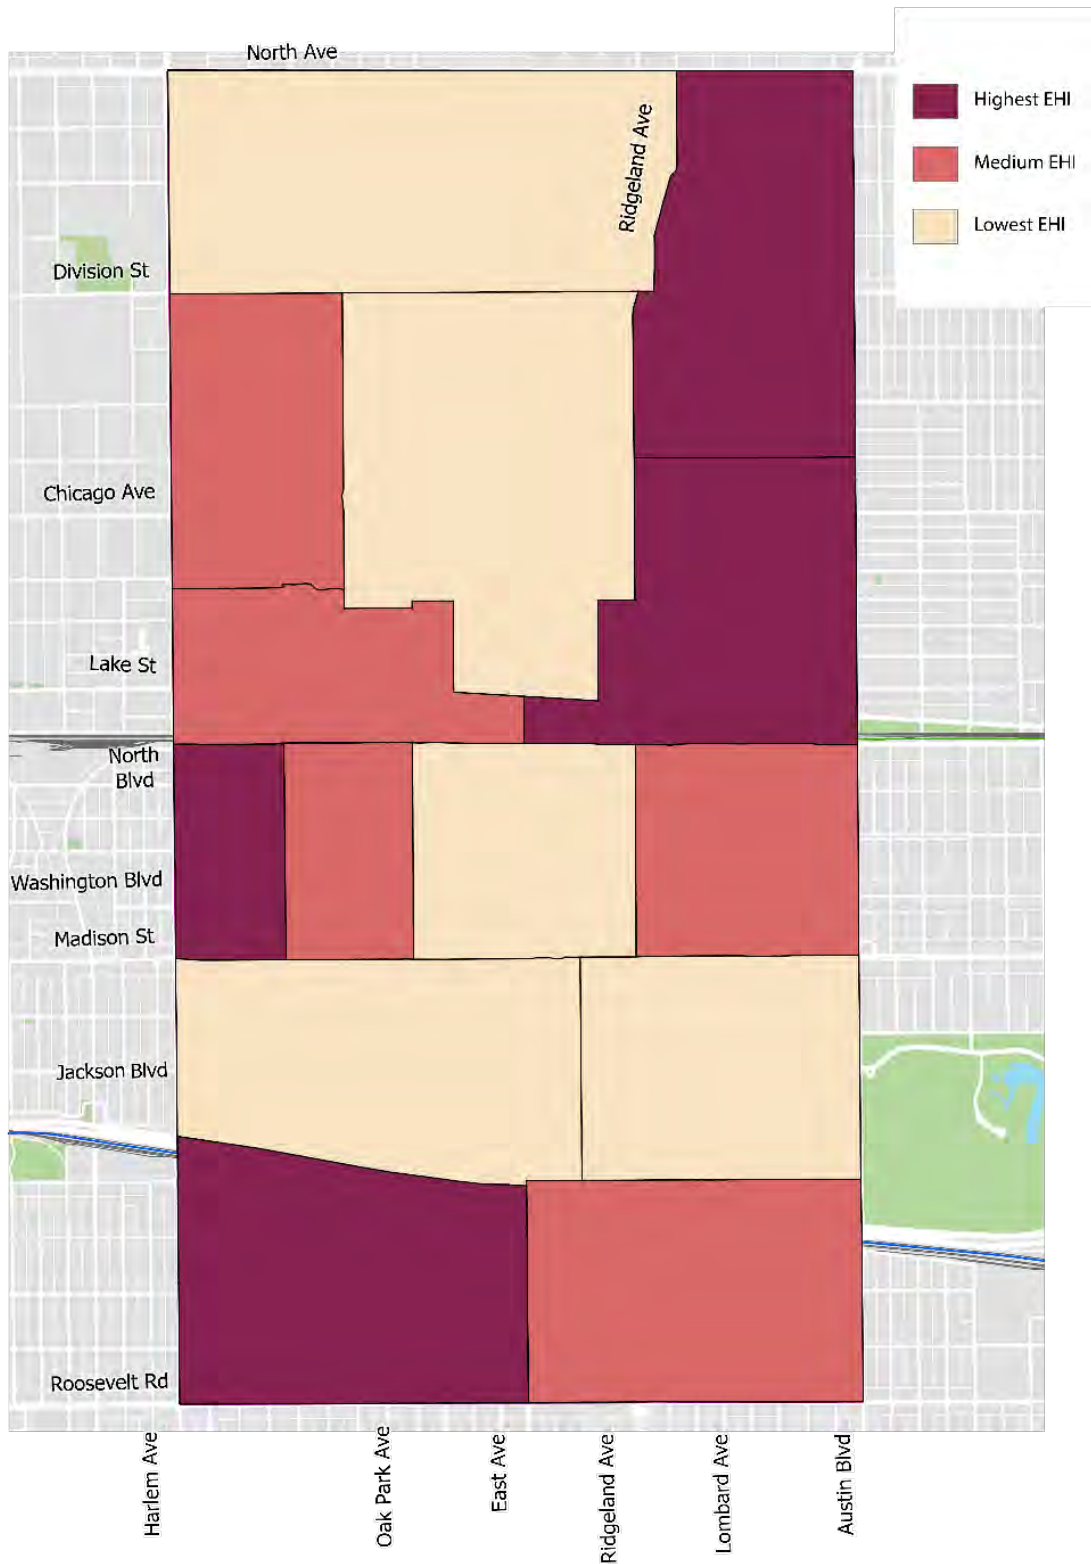 North Ave
Ridgeland Ave
Highest EHI
Medium EHI
Lowest EHI
Division St
Chicago Ave
Lake St
North
Blvd
Washington Blvd
Madison St
Jackson Blvd
Roosevelt Rd
Harlem Ave
Oak Park Ave
East Ave
Ridgeland Ave
Lombard Ave
Austin Blvd